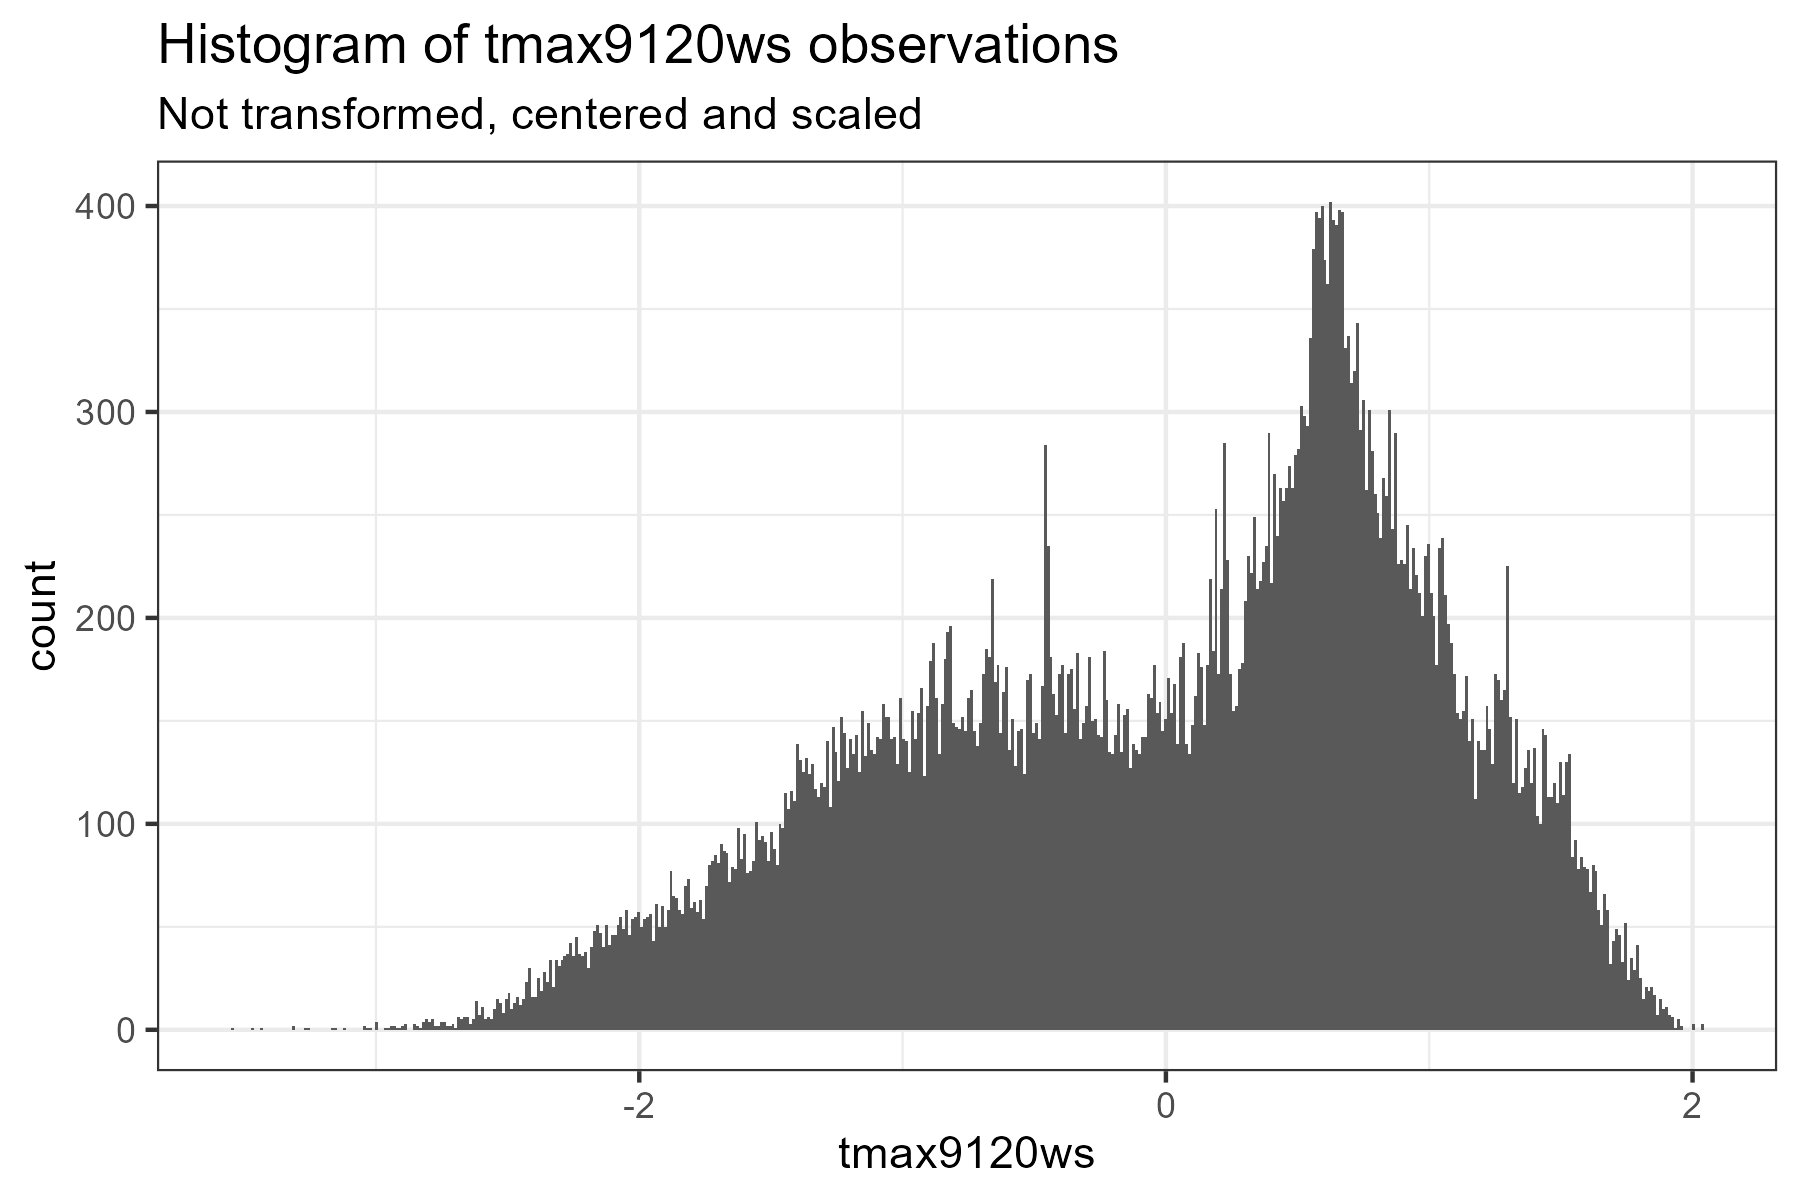 Histogram of tmax9120ws observations
Not transformed, centered and scaled
count
400
300
200
100
0
-2
0
2
tmax9120ws